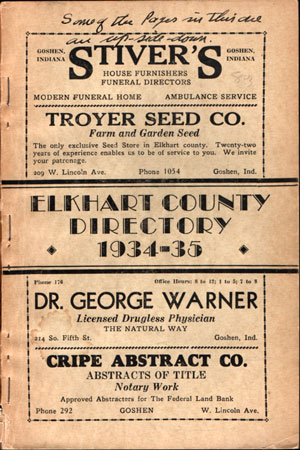 Some of the Pages in this are
an up-side-down.
GOSHEN, INDIANA
STIVER'S
GOSHEN, INDIANA
HOUSE FURNISHERS
FUNERAL DIRECTORS
MODERN FUNERAL HOME AMBULANCE SERVICE
TROYER SEED CO.
Farm and Garden Seed
The only exclusive Seed Store in Elkhart county. Twenty-two
years of experience enables us to be of service to you. We invite
your patronage.
209 W. Lincoln Ave. Phone 1054 Goshen, Ind.
ELKHART COUNTY
DIRECTORY
1934-35
Phone 176 Office Hours: 8 to 12; 1 to 5; 7 to 8
DR. GEORGE WARNER
Licensed Drugless Physician
THE NATURAL WAY
214 So. Fifth St. Goshen, Ind.
CRIPE ABSTRACT CO.
ABSTRACTS OF TITLE
Notary Work
Approved Abstracters for The Federal Land Bank
Phone 292 GOSHEN W. Lincoln Ave.